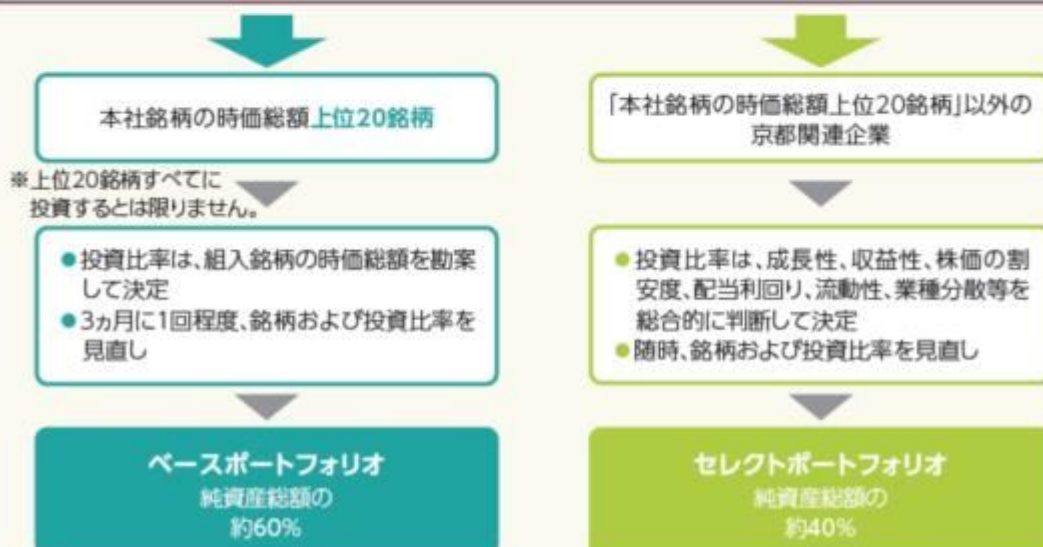 本社銘柄の時価総額上位20銘柄
※上位20銘柄すべてに
投資するとは限りません。
●投資比率は、組入銘柄の時価総額を勘案
して決定
●3ヵ月に1回程度、銘柄および投資比率を
見直し
ベースポートフォリオ
純資産総額の
約60%
「本社銘柄の時価総額上位20銘柄」以外の
京都関連企業
●投資比率は、成長性、収益性、株価の割
安度、配当利回り、流動性、業種分散等を
総合的に判断して決定
●随時、銘柄および投資比率を見直し
セレクトポートフォリオ
純資産総額の
約40%